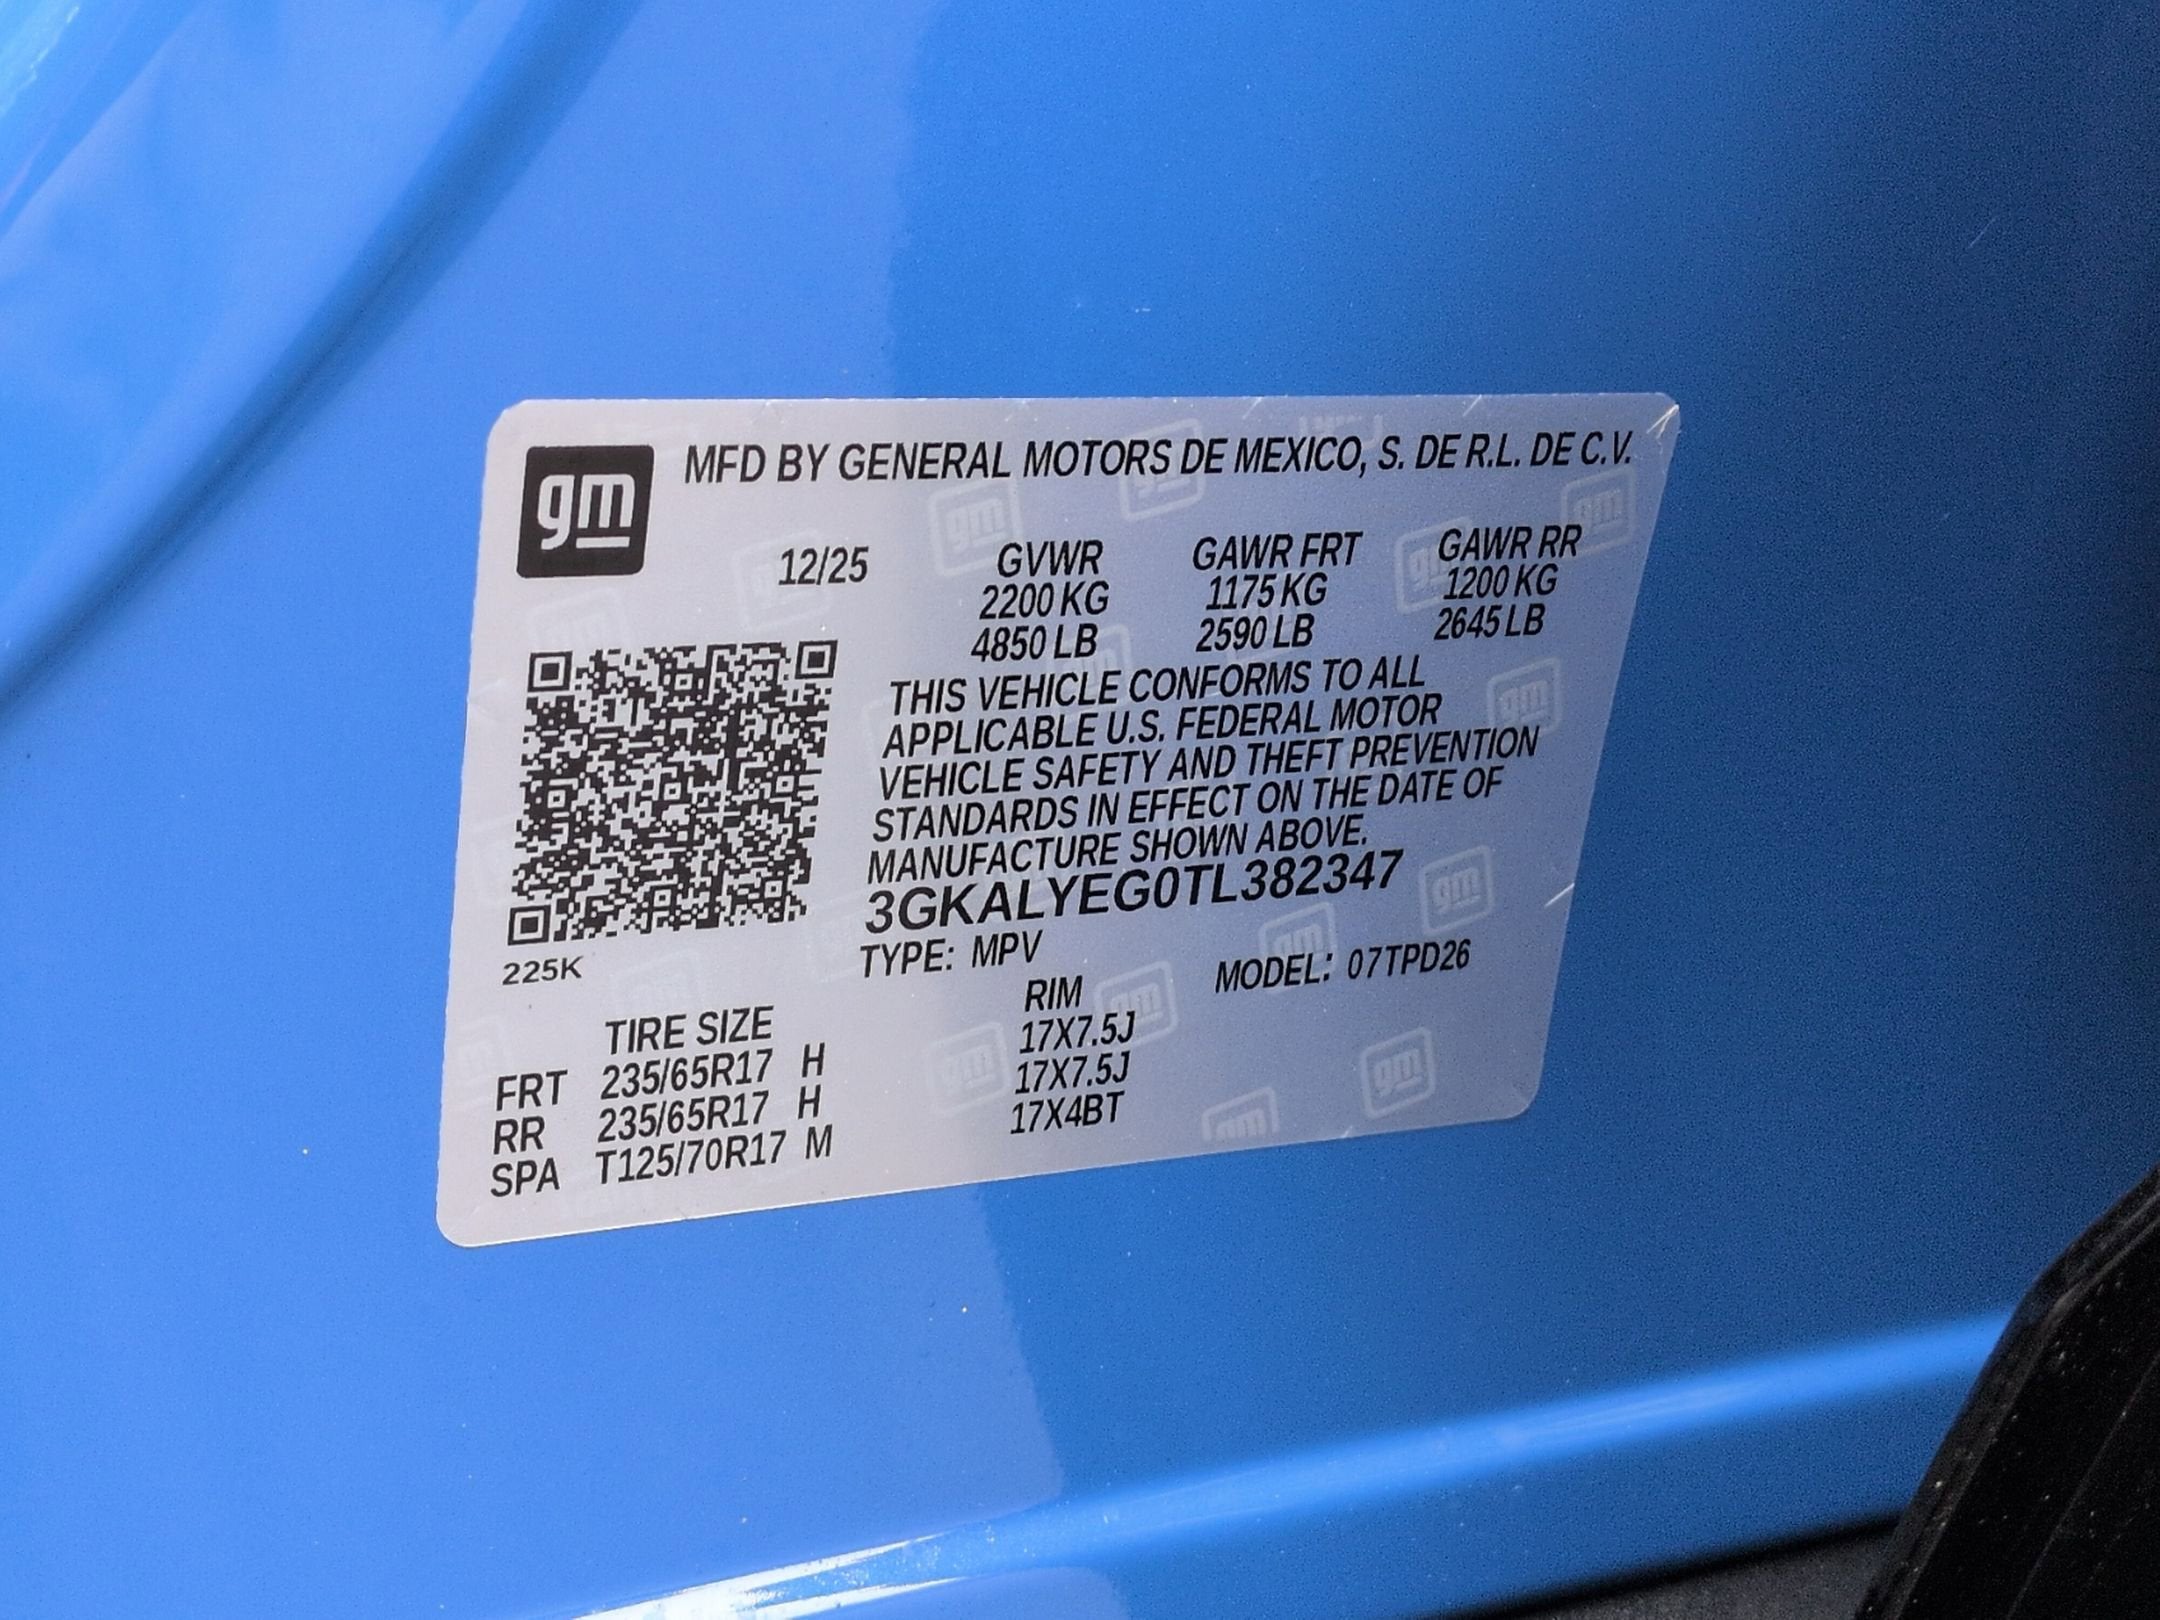 gm
MFD BY GENERAL MOTORS DE MEXICO, S. DE R.L. DE C.V.
12/25 GVWR GAWR FRT GAWR RR
2200 KG 1175 KG 1200 KG
4850 LB 2590 LB 2645 LB
THIS VEHICLE CONFORMS TO ALL
APPLICABLE U.S. FEDERAL MOTOR
VEHICLE SAFETY AND THEFT PREVENTION
STANDARDS IN EFFECT ON THE DATE OF
MANUFACTURE SHOWN ABOVE.
3GKALYEG0TL382347
225K
TYPE: MPV MODEL: 07TPD26
TIRE SIZE RIM
FRT 235/65R17 H 17X7.5J
RR 235/65R17 H 17X7.5J
SPA T125/70R17 M 17X4BT